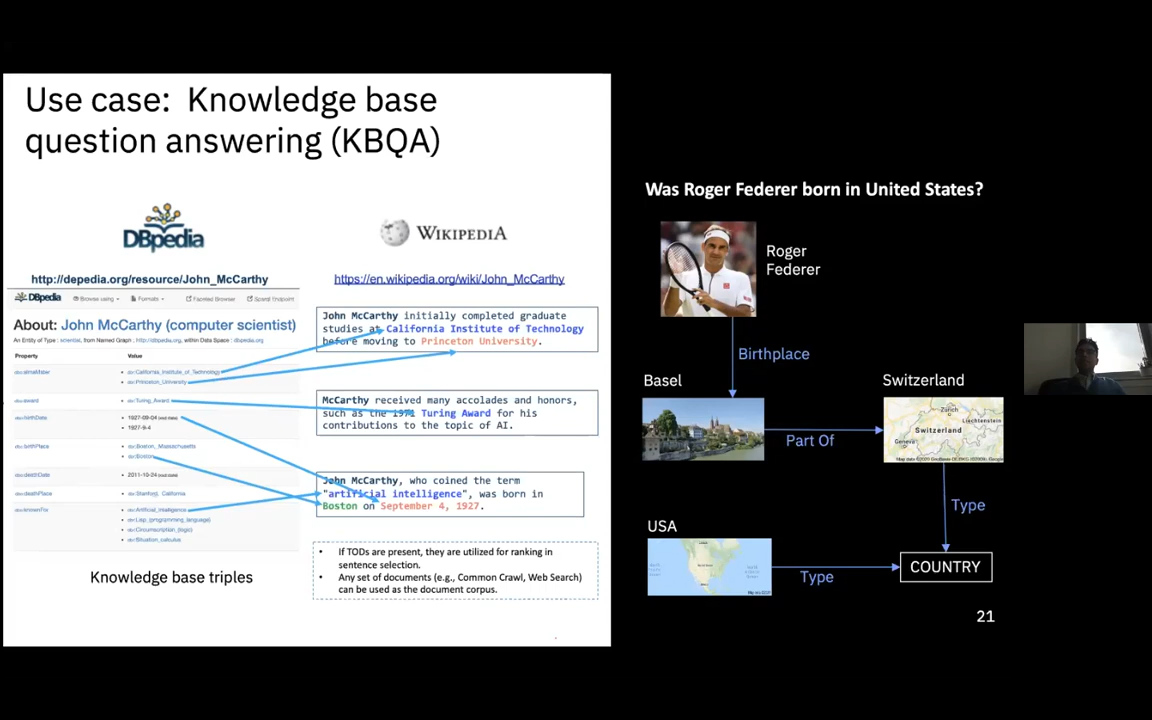 Use case: Knowledge base
question answering (KBQA)
DBpedia
WIKIPEDIA
http://depedia.org/resource/John_McCarthy
https://en.wikipedia.org/wiki/John_McCarthy
DBpedia
Browse using
Formats
Faceted Browser
Sparql Endpoint
About: John McCarthy (computer scientist)
An Entity of Type: scientist, from Named Graph: http://dbpedia.org, within Data Space: dbpedia.org
Property Value
dbo:almaMater
• dbr:California_Institute_of_Technology
• dbr:Princeton_University
dbo:award
• dbr:Turing_Award
dbo:birthDate
• 1927-09-04 (xsd:date)
• 1927-9-4
dbo:birthPlace
• dbr:Boston,_Massachusetts
• dbr:Boston
dbo:deathDate
• 2011-10-24 (xsd:date)
dbo:deathPlace
• dbr:Stanford,_California
dbo:knownFor
• dbr:Artificial_intelligence
• dbr:Lisp_(programming_language)
• dbr:Circumscription_(logic)
• dbr:Situation_calculus
Knowledge base triples
John McCarthy initially completed graduate
studies at California Institute of Technology
before moving to Princeton University.
McCarthy received many accolades and honors,
such as the 1971 Turing Award for his
contributions to the topic of AI.
John McCarthy, who coined the term
"artificial intelligence", was born in
Boston on September 4, 1927.
• If TODs are present, they are utilized for ranking in
sentence selection.
• Any set of documents (e.g., Common Crawl, Web Search)
can be used as the document corpus.
Was Roger Federer born in United States?
Roger
Federer
Birthplace
Basel
Switzerland
Part Of
Zurich
Liechtenstein
Switzerland
Geneva
Type
USA
Type
COUNTRY
21